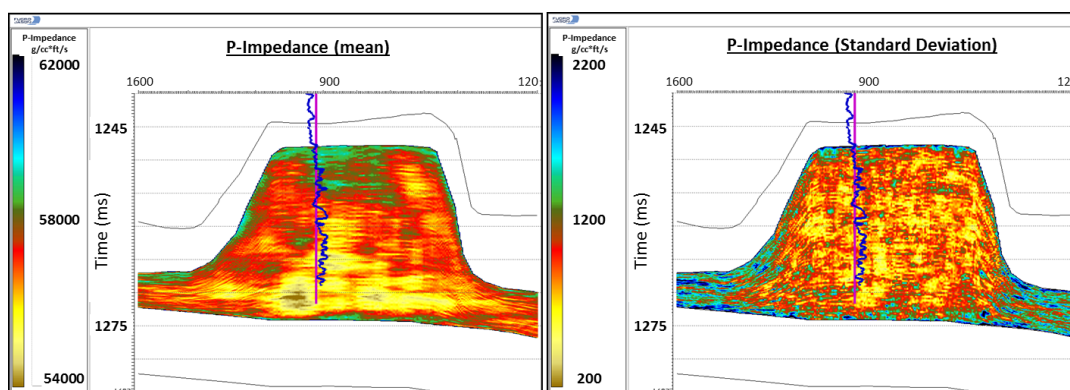 P-Impedance
g/cc*ft/s
62000
58000
54000
P-Impedance (mean)
1600
900
1245
Time (ms)
1275
P-Impedance
g/cc*ft/s
2200
1200
200
P-Impedance (Standard Deviation)
1600
900
1245
Time (ms)
1275